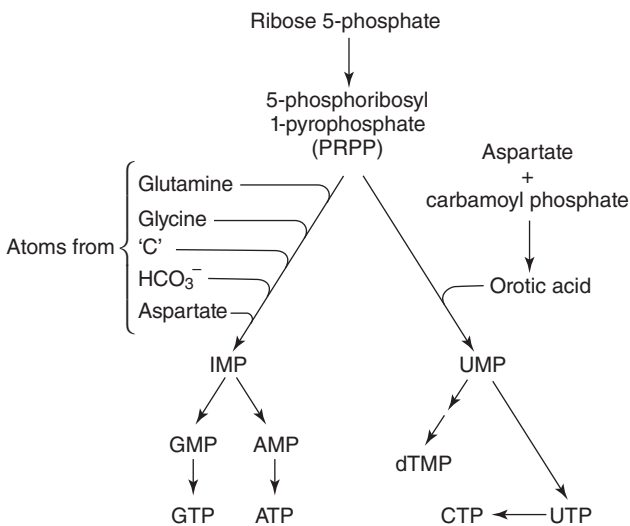 Ribose 5-phosphate
5-phosphoribosyl
1-pyrophosphate
(PRPP)
Aspartate
+
carbamoyl phosphate
Atoms from
Glutamine
Glycine
‘C’
HCO₃⁻
Aspartate
Orotic acid
IMP
UMP
GMP
AMP
dTMP
GTP
ATP
CTP
UTP